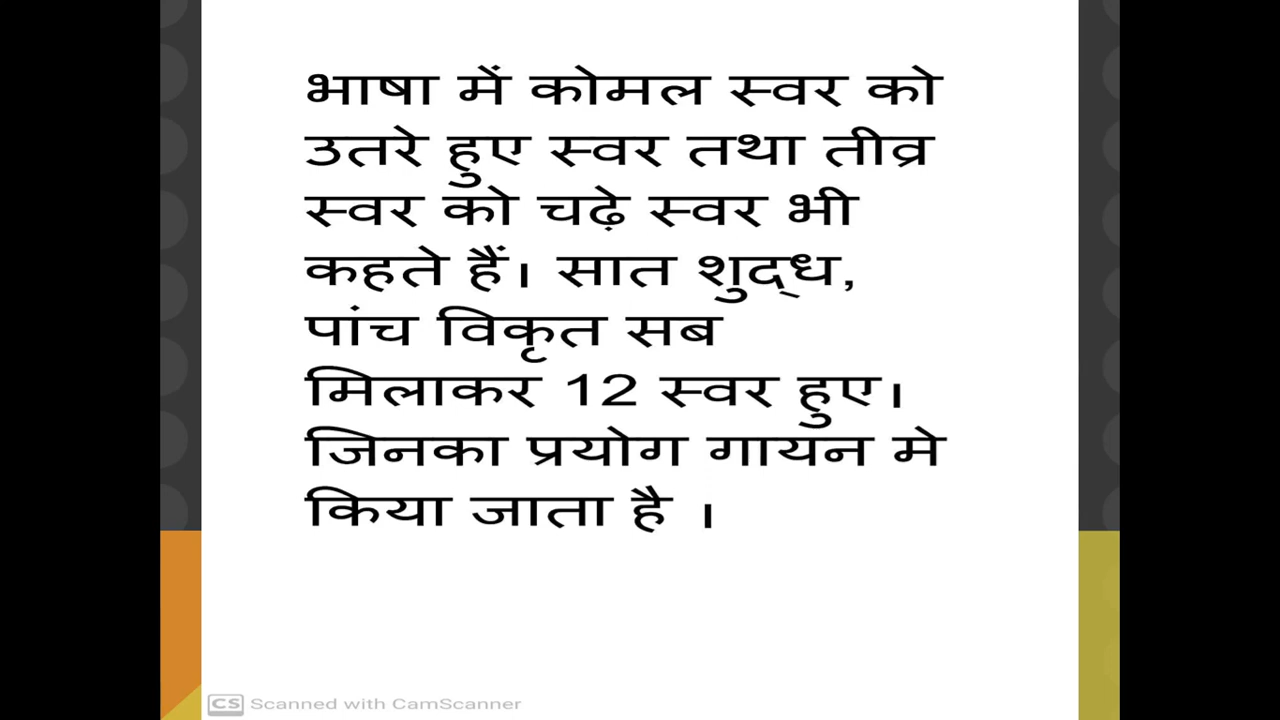 भाषा में कोमल स्वर को
उतरे हुए स्वर तथा तीव्र
स्वर को चढ़े स्वर भी
कहते हैं। सात शुद्ध,
पांच विकृत सब
मिलाकर 12 स्वर हुए।
जिनका प्रयोग गायन मे
किया जाता है ।
CS Scanned with CamScanner